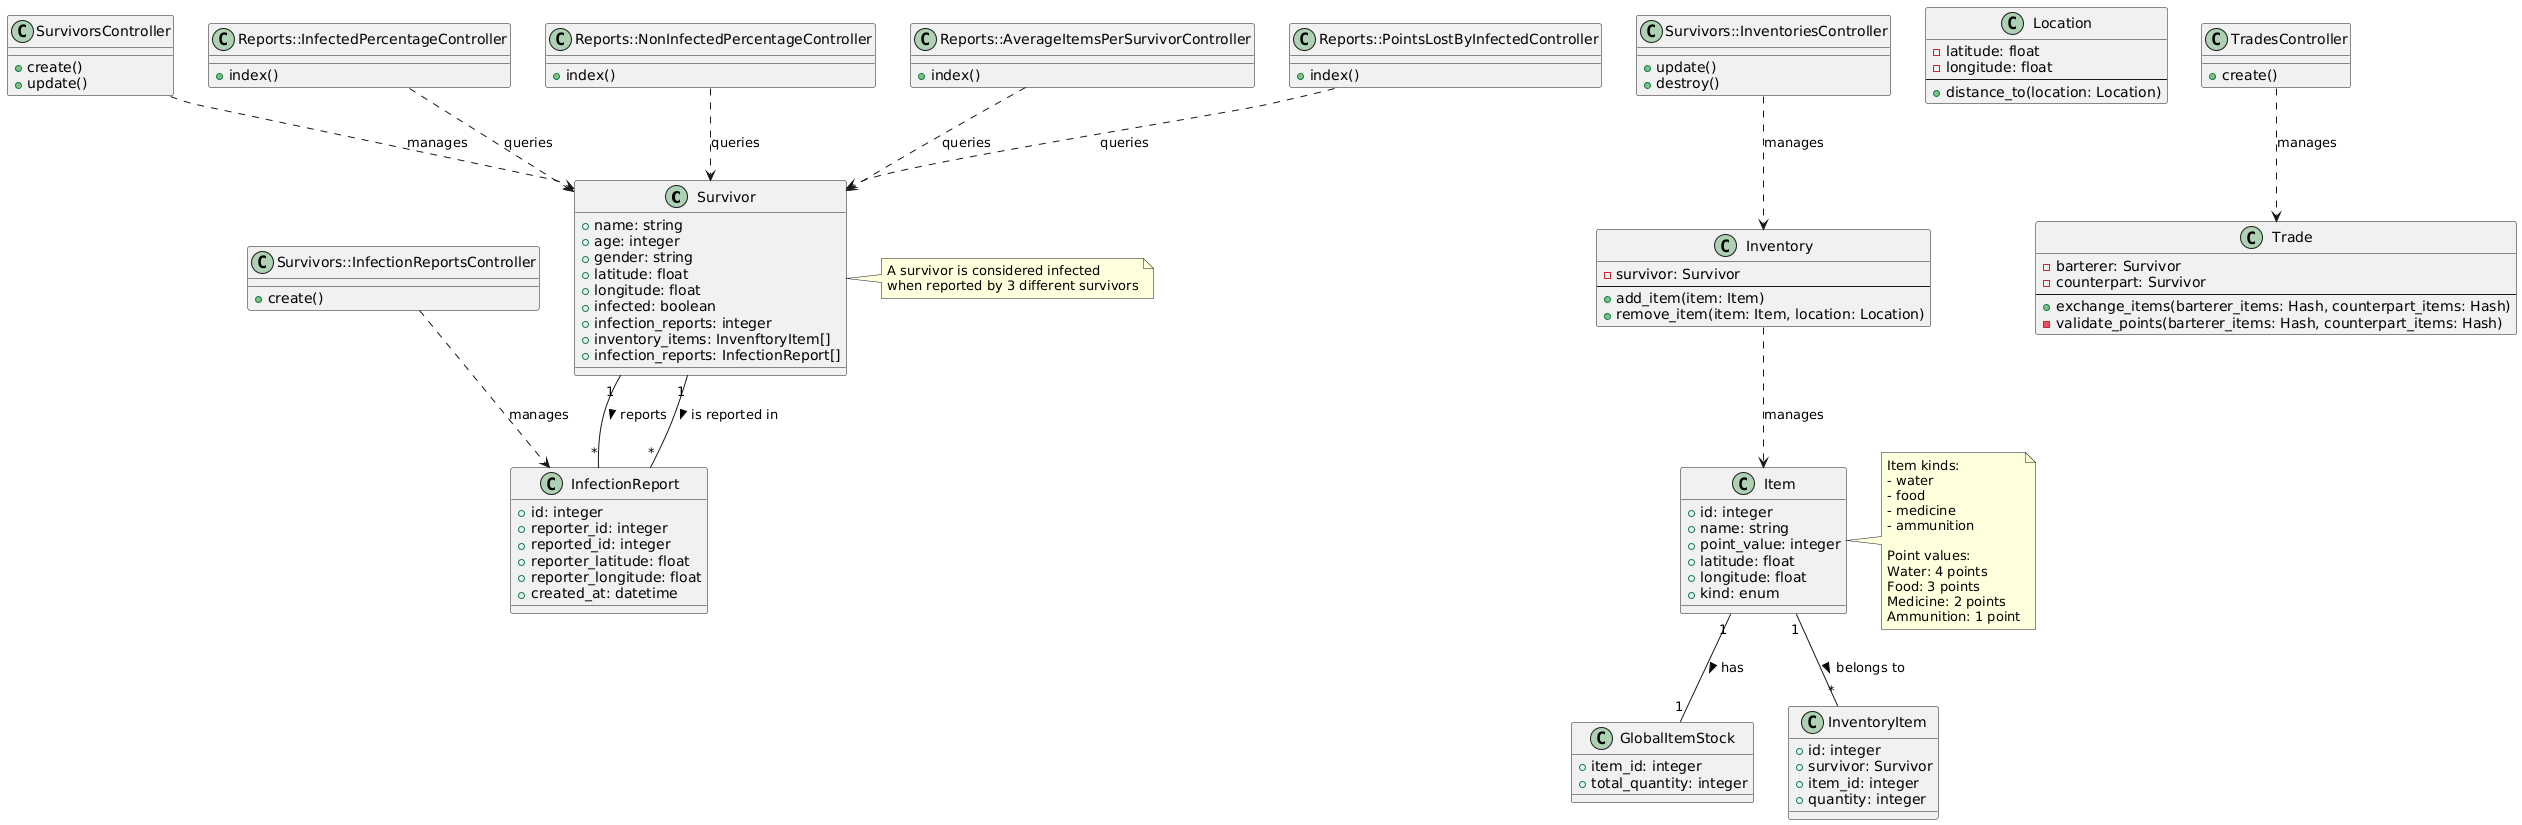 SurvivorsController
create()
update()
Reports::InfectedPercentageController
index()
Reports::NonInfectedPercentageController
index()
Reports::AverageItemsPerSurvivorController
index()
Reports::PointsLostByInfectedController
index()
Survivors::InventoriesController
update()
destroy()
Location
latitude: float
longitude: float
distance_to(location: Location)
TradesController
create()
manages
queries
queries
queries
queries
manages
manages
Survivors::InfectionReportsController
create()
Survivor
name: string
age: integer
gender: string
latitude: float
longitude: float
infected: boolean
infection_reports: integer
inventory_items: InvenftoryItem[]
infection_reports: InfectionReport[]
A survivor is considered infected
when reported by 3 different survivors
Inventory
survivor: Survivor
add_item(item: Item)
remove_item(item: Item, location: Location)
Trade
barterer: Survivor
counterpart: Survivor
exchange_items(barterer_items: Hash, counterpart_items: Hash)
validate_points(barterer_items: Hash, counterpart_items: Hash)
manages
1
reports
*
1
is reported in
*
manages
InfectionReport
id: integer
reporter_id: integer
reported_id: integer
reporter_latitude: float
reporter_longitude: float
created_at: datetime
Item
id: integer
name: string
point_value: integer
latitude: float
longitude: float
kind: enum
Item kinds:
- water
- food
- medicine
- ammunition
Point values:
Water: 4 points
Food: 3 points
Medicine: 2 points
Ammunition: 1 point
1
has
1
1
belongs to
*
GlobalItemStock
item_id: integer
total_quantity: integer
InventoryItem
id: integer
survivor: Survivor
item_id: integer
quantity: integer